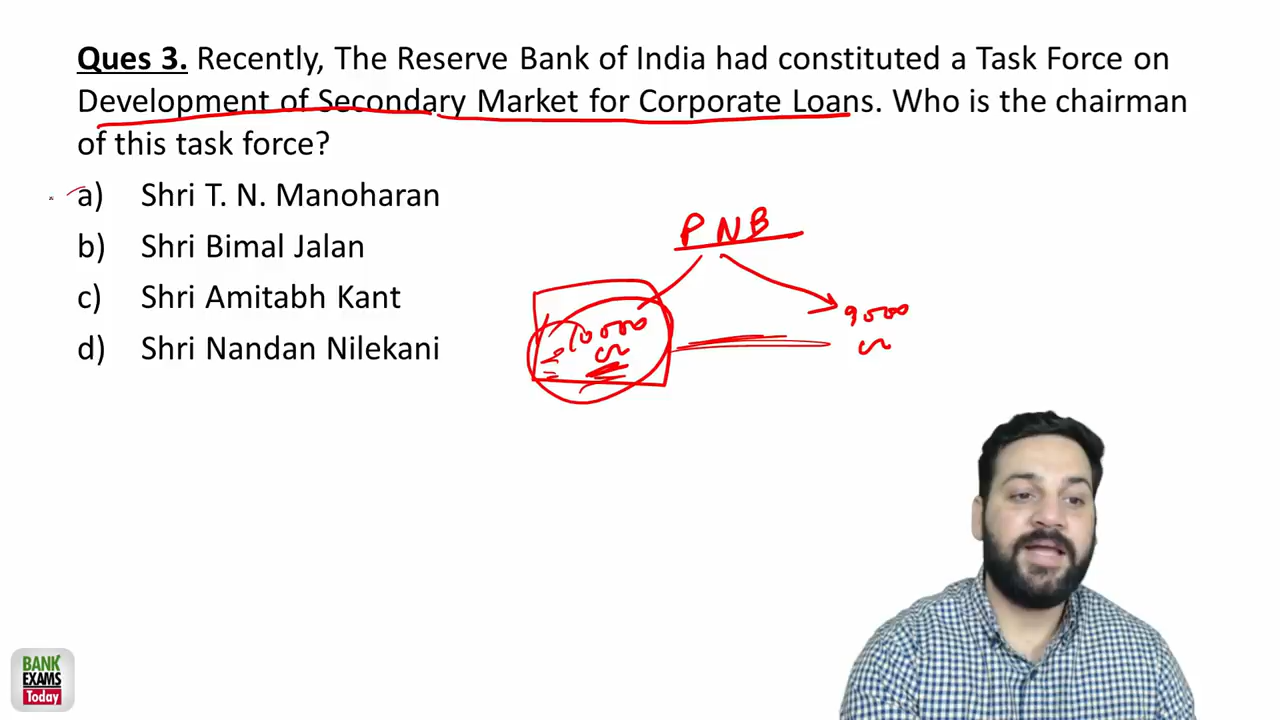 Ques 3. Recently, The Reserve Bank of India had constituted a Task Force on
Development of Secondary Market for Corporate Loans. Who is the chairman
of this task force?
a) Shri T. N. Manoharan
b) Shri Bimal Jalan
c) Shri Amitabh Kant
d) Shri Nandan Nilekani
PNB
10000
9000
BANK
EXAMS
Today